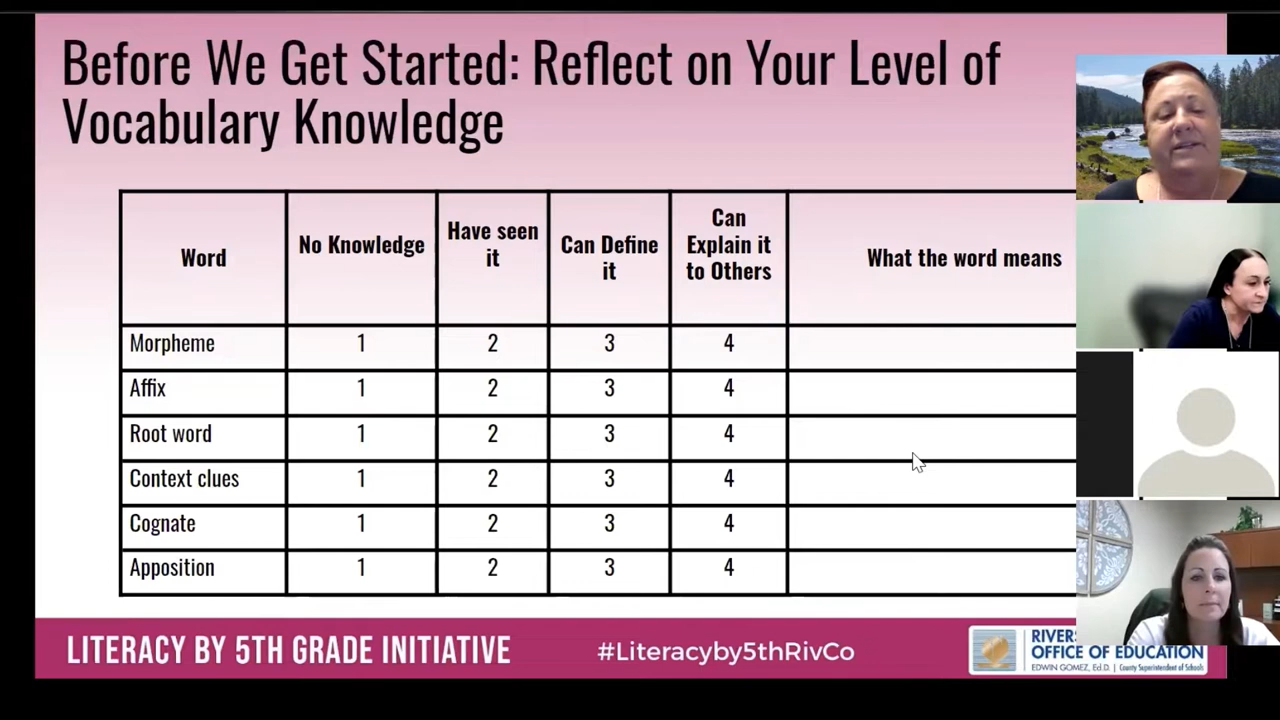 Before We Get Started: Reflect on Your Level of
Vocabulary Knowledge
Word No Knowledge Have seen it Can Define it Can Explain it to Others What the word means
Morpheme 1 2 3 4
Affix 1 2 3 4
Root word 1 2 3 4
Context clues 1 2 3 4
Cognate 1 2 3 4
Apposition 1 2 3 4
LITERACY BY 5TH GRADE INITIATIVE
#Literacyby5thRivCo
RIVERS
OFFICE OF EDUCATION
EDWIN GOMEZ, Ed.D. | County Superintendent of Schools